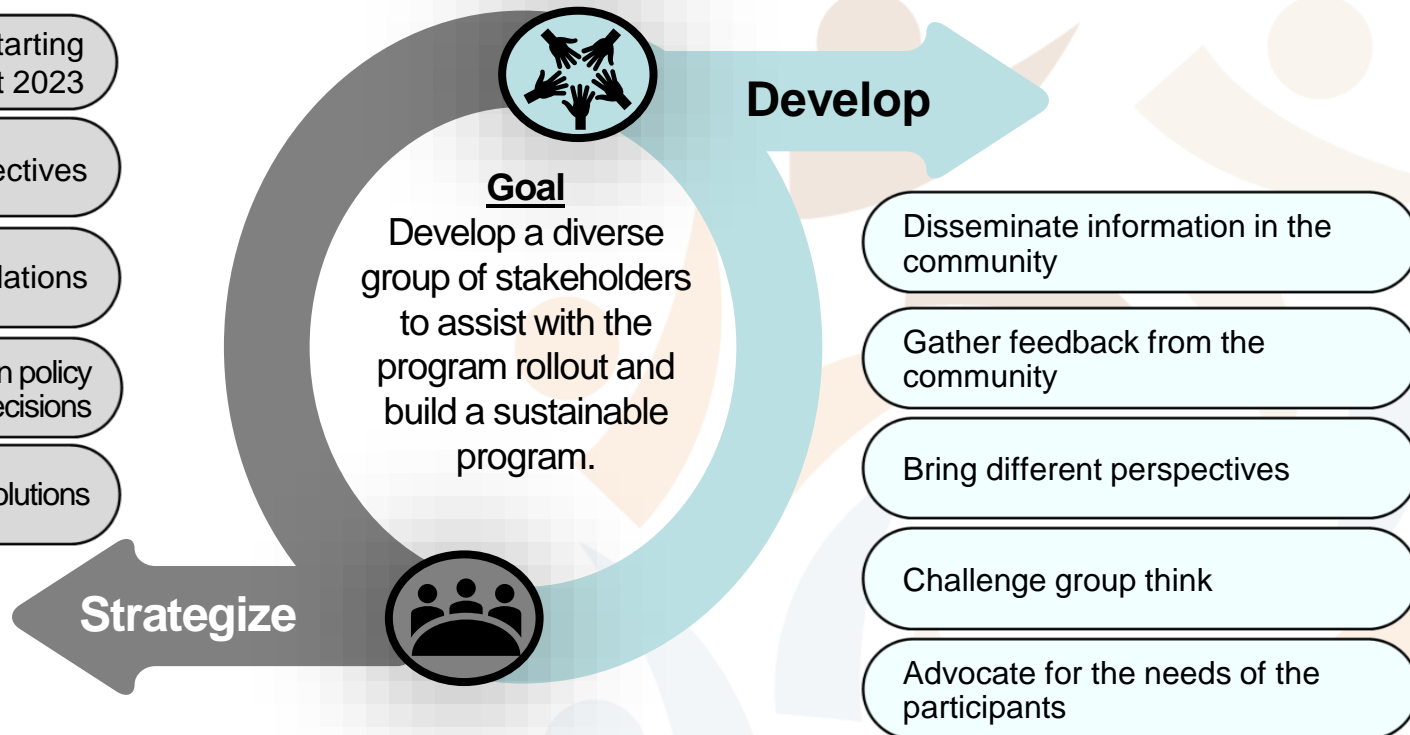 2023
Develop
Goal
Develop a diverse
group of stakeholders
to assist with the
program rollout and
build a sustainable
program.
policy
Strategize
Disseminate information in the
community
Gather feedback from the
community
Bring different perspectives
Challenge group think
Advocate for the needs of the
participants